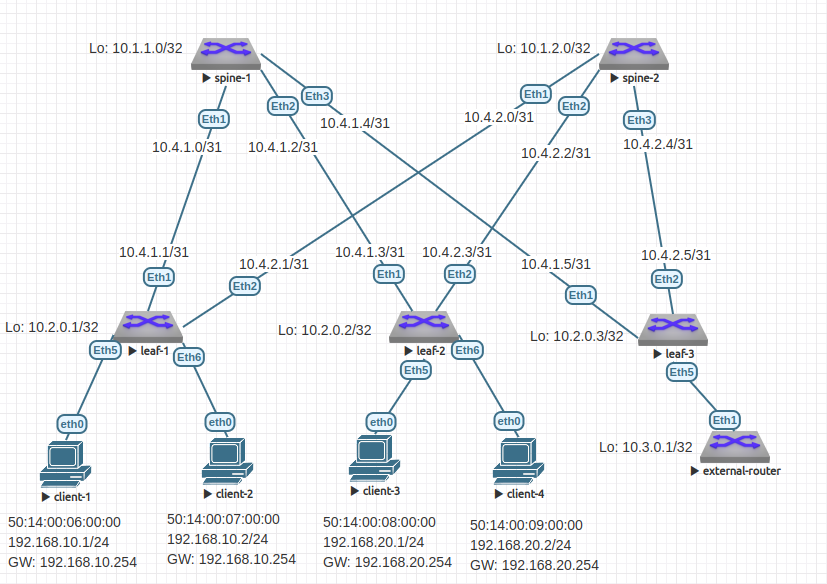 Lo: 10.1.1.0/32
spine-1
Lo: 10.1.2.0/32
spine-2
Eth1
Eth2
Eth3
Eth1
Eth2
Eth3
10.4.1.0/31
10.4.1.2/31
10.4.1.4/31
10.4.2.0/31
10.4.2.2/31
10.4.2.4/31
10.4.1.1/31
10.4.2.1/31
10.4.1.3/31
10.4.2.3/31
10.4.1.5/31
10.4.2.5/31
Eth1
Eth2
Eth1
Eth2
Eth1
Eth2
Lo: 10.2.0.1/32
leaf-1
Lo: 10.2.0.2/32
leaf-2
Lo: 10.2.0.3/32
leaf-3
Eth5
Eth6
Eth5
Eth6
Eth5
eth0
eth0
eth0
eth0
Eth1
Lo: 10.3.0.1/32
external-router
client-1
50:14:00:06:00:00
192.168.10.1/24
GW: 192.168.10.254
client-2
50:14:00:07:00:00
192.168.10.2/24
GW: 192.168.10.254
client-3
50:14:00:08:00:00
192.168.20.1/24
GW: 192.168.20.254
client-4
50:14:00:09:00:00
192.168.20.2/24
GW: 192.168.20.254